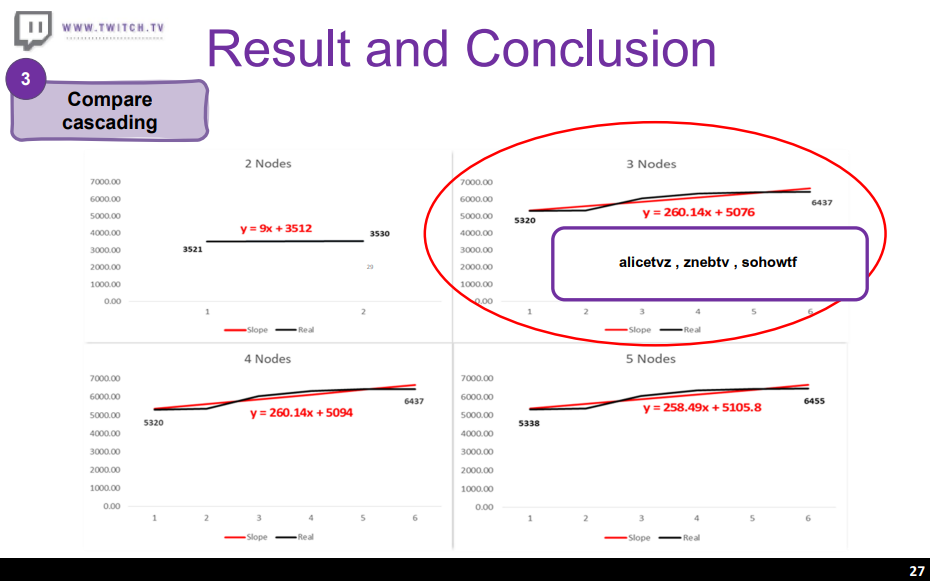 WWW.TWITCH.TV
Result and Conclusion
3
Compare
cascading
2 Nodes
7000.00
6000.00
5000.00
4000.00
3000.00
2000.00
1000.00
0.00
y = 9x + 3512
3521
3530
29
1 2
Slope Real
3 Nodes
7000.00
6000.00
5000.00
4000.00
3000.00
2000.00
1000.00
0.00
5320
y = 260.14x + 5076
6437
alicetvz , znebtv , sohowtf
1 2 3 4 5 6
Slope Real
4 Nodes
7000.00
6000.00
5000.00
4000.00
3000.00
2000.00
1000.00
0.00
5320
y = 260.14x + 5094
6437
1 2 3 4 5 6
Slope Real
5 Nodes
7000.00
6000.00
5000.00
4000.00
3000.00
2000.00
1000.00
0.00
5338
y = 258.49x + 5105.8
6455
1 2 3 4 5 6
Slope Real
27